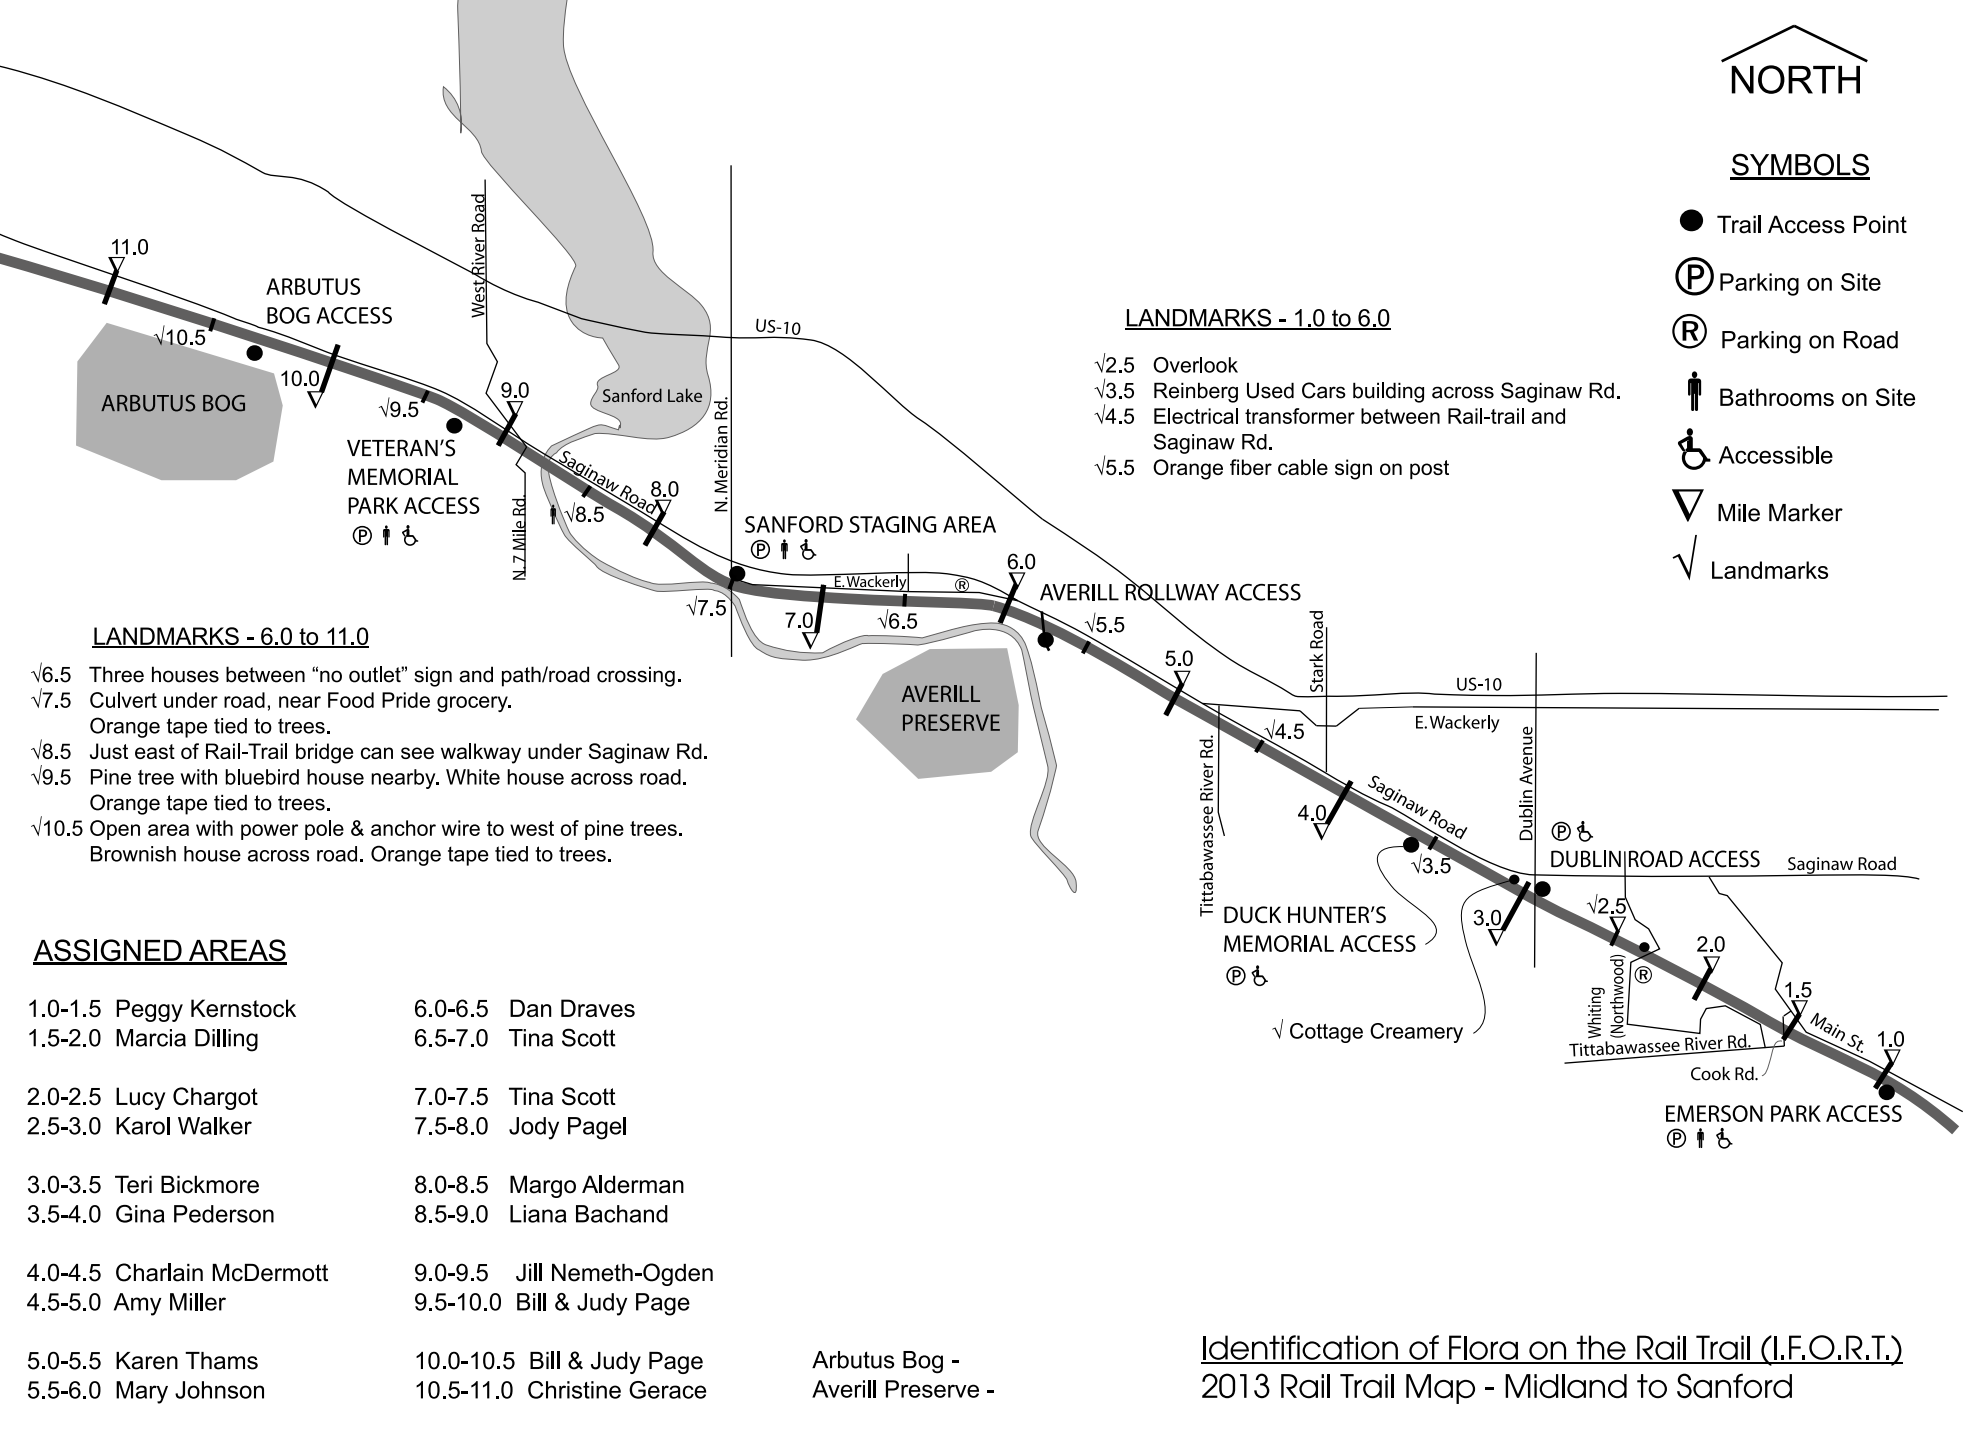 NORTH
SYMBOLS
Trail Access Point
P Parking on Site
R Parking on Road
Bathrooms on Site
Accessible
Mile Marker
√ Landmarks
11.0
ARBUTUS
BOG ACCESS
√10.5
10.0
ARBUTUS BOG
√9.5
West River Road
9.0
VETERAN’S
MEMORIAL
PARK ACCESS
P
N. 7 Mile Rd.
Sanford Lake
Saginaw Road
√8.5
8.0
N. Meridian Rd.
US-10
SANFORD STAGING AREA
P
√7.5
7.0
E. Wackerly
√6.5
R
6.0
AVERILL ROLLWAY ACCESS
√5.5
AVERILL
PRESERVE
5.0
Stark Road
US-10
E. Wackerly
Tittabawassee River Rd.
√4.5
4.0
Saginaw Road
Dublin Avenue
P
DUBLIN ROAD ACCESS
Saginaw Road
√3.5
DUCK HUNTER’S
MEMORIAL ACCESS
P
3.0
√2.5
2.0
R
Whiting
(Northwood)
√ Cottage Creamery
1.5
Main St.
1.0
Tittabawassee River Rd.
Cook Rd.
EMERSON PARK ACCESS
P
LANDMARKS - 1.0 to 6.0
√2.5 Overlook
√3.5 Reinberg Used Cars building across Saginaw Rd.
√4.5 Electrical transformer between Rail-trail and
Saginaw Rd.
√5.5 Orange fiber cable sign on post
LANDMARKS - 6.0 to 11.0
√6.5 Three houses between “no outlet” sign and path/road crossing.
√7.5 Culvert under road, near Food Pride grocery.
Orange tape tied to trees.
√8.5 Just east of Rail-Trail bridge can see walkway under Saginaw Rd.
√9.5 Pine tree with bluebird house nearby. White house across road.
Orange tape tied to trees.
√10.5 Open area with power pole & anchor wire to west of pine trees.
Brownish house across road. Orange tape tied to trees.
ASSIGNED AREAS
1.0-1.5 Peggy Kernstock
1.5-2.0 Marcia Dilling
2.0-2.5 Lucy Chargot
2.5-3.0 Karol Walker
3.0-3.5 Teri Bickmore
3.5-4.0 Gina Pederson
4.0-4.5 Charlain McDermott
4.5-5.0 Amy Miller
5.0-5.5 Karen Thams
5.5-6.0 Mary Johnson
6.0-6.5 Dan Draves
6.5-7.0 Tina Scott
7.0-7.5 Tina Scott
7.5-8.0 Jody Pagel
8.0-8.5 Margo Alderman
8.5-9.0 Liana Bachand
9.0-9.5 Jill Nemeth-Ogden
9.5-10.0 Bill & Judy Page
10.0-10.5 Bill & Judy Page
10.5-11.0 Christine Gerace
Arbutus Bog -
Averill Preserve -
Identification of Flora on the Rail Trail (I.F.O.R.T.)
2013 Rail Trail Map - Midland to Sanford